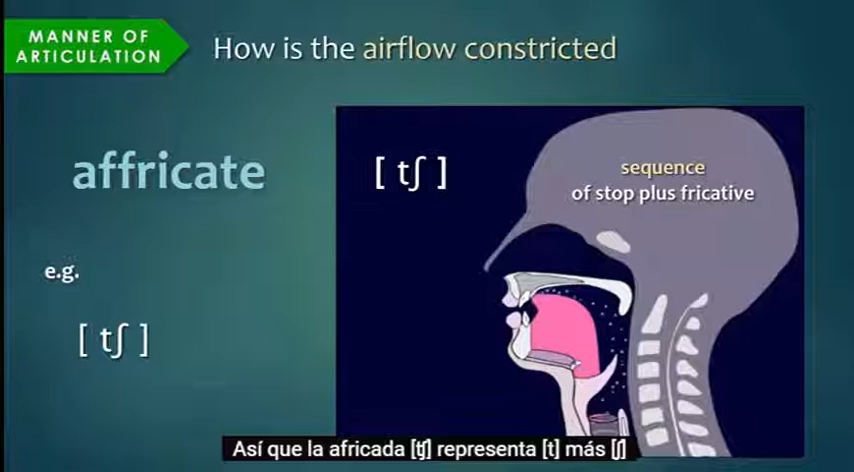 MANNER OF
ARTICULATION
How is the airflow constricted
affricate
e.g.
[ tʃ ]
[ tʃ ]
sequence
of stop plus fricative
Así que la africada [ʧ] representa [t] más [ʃ]